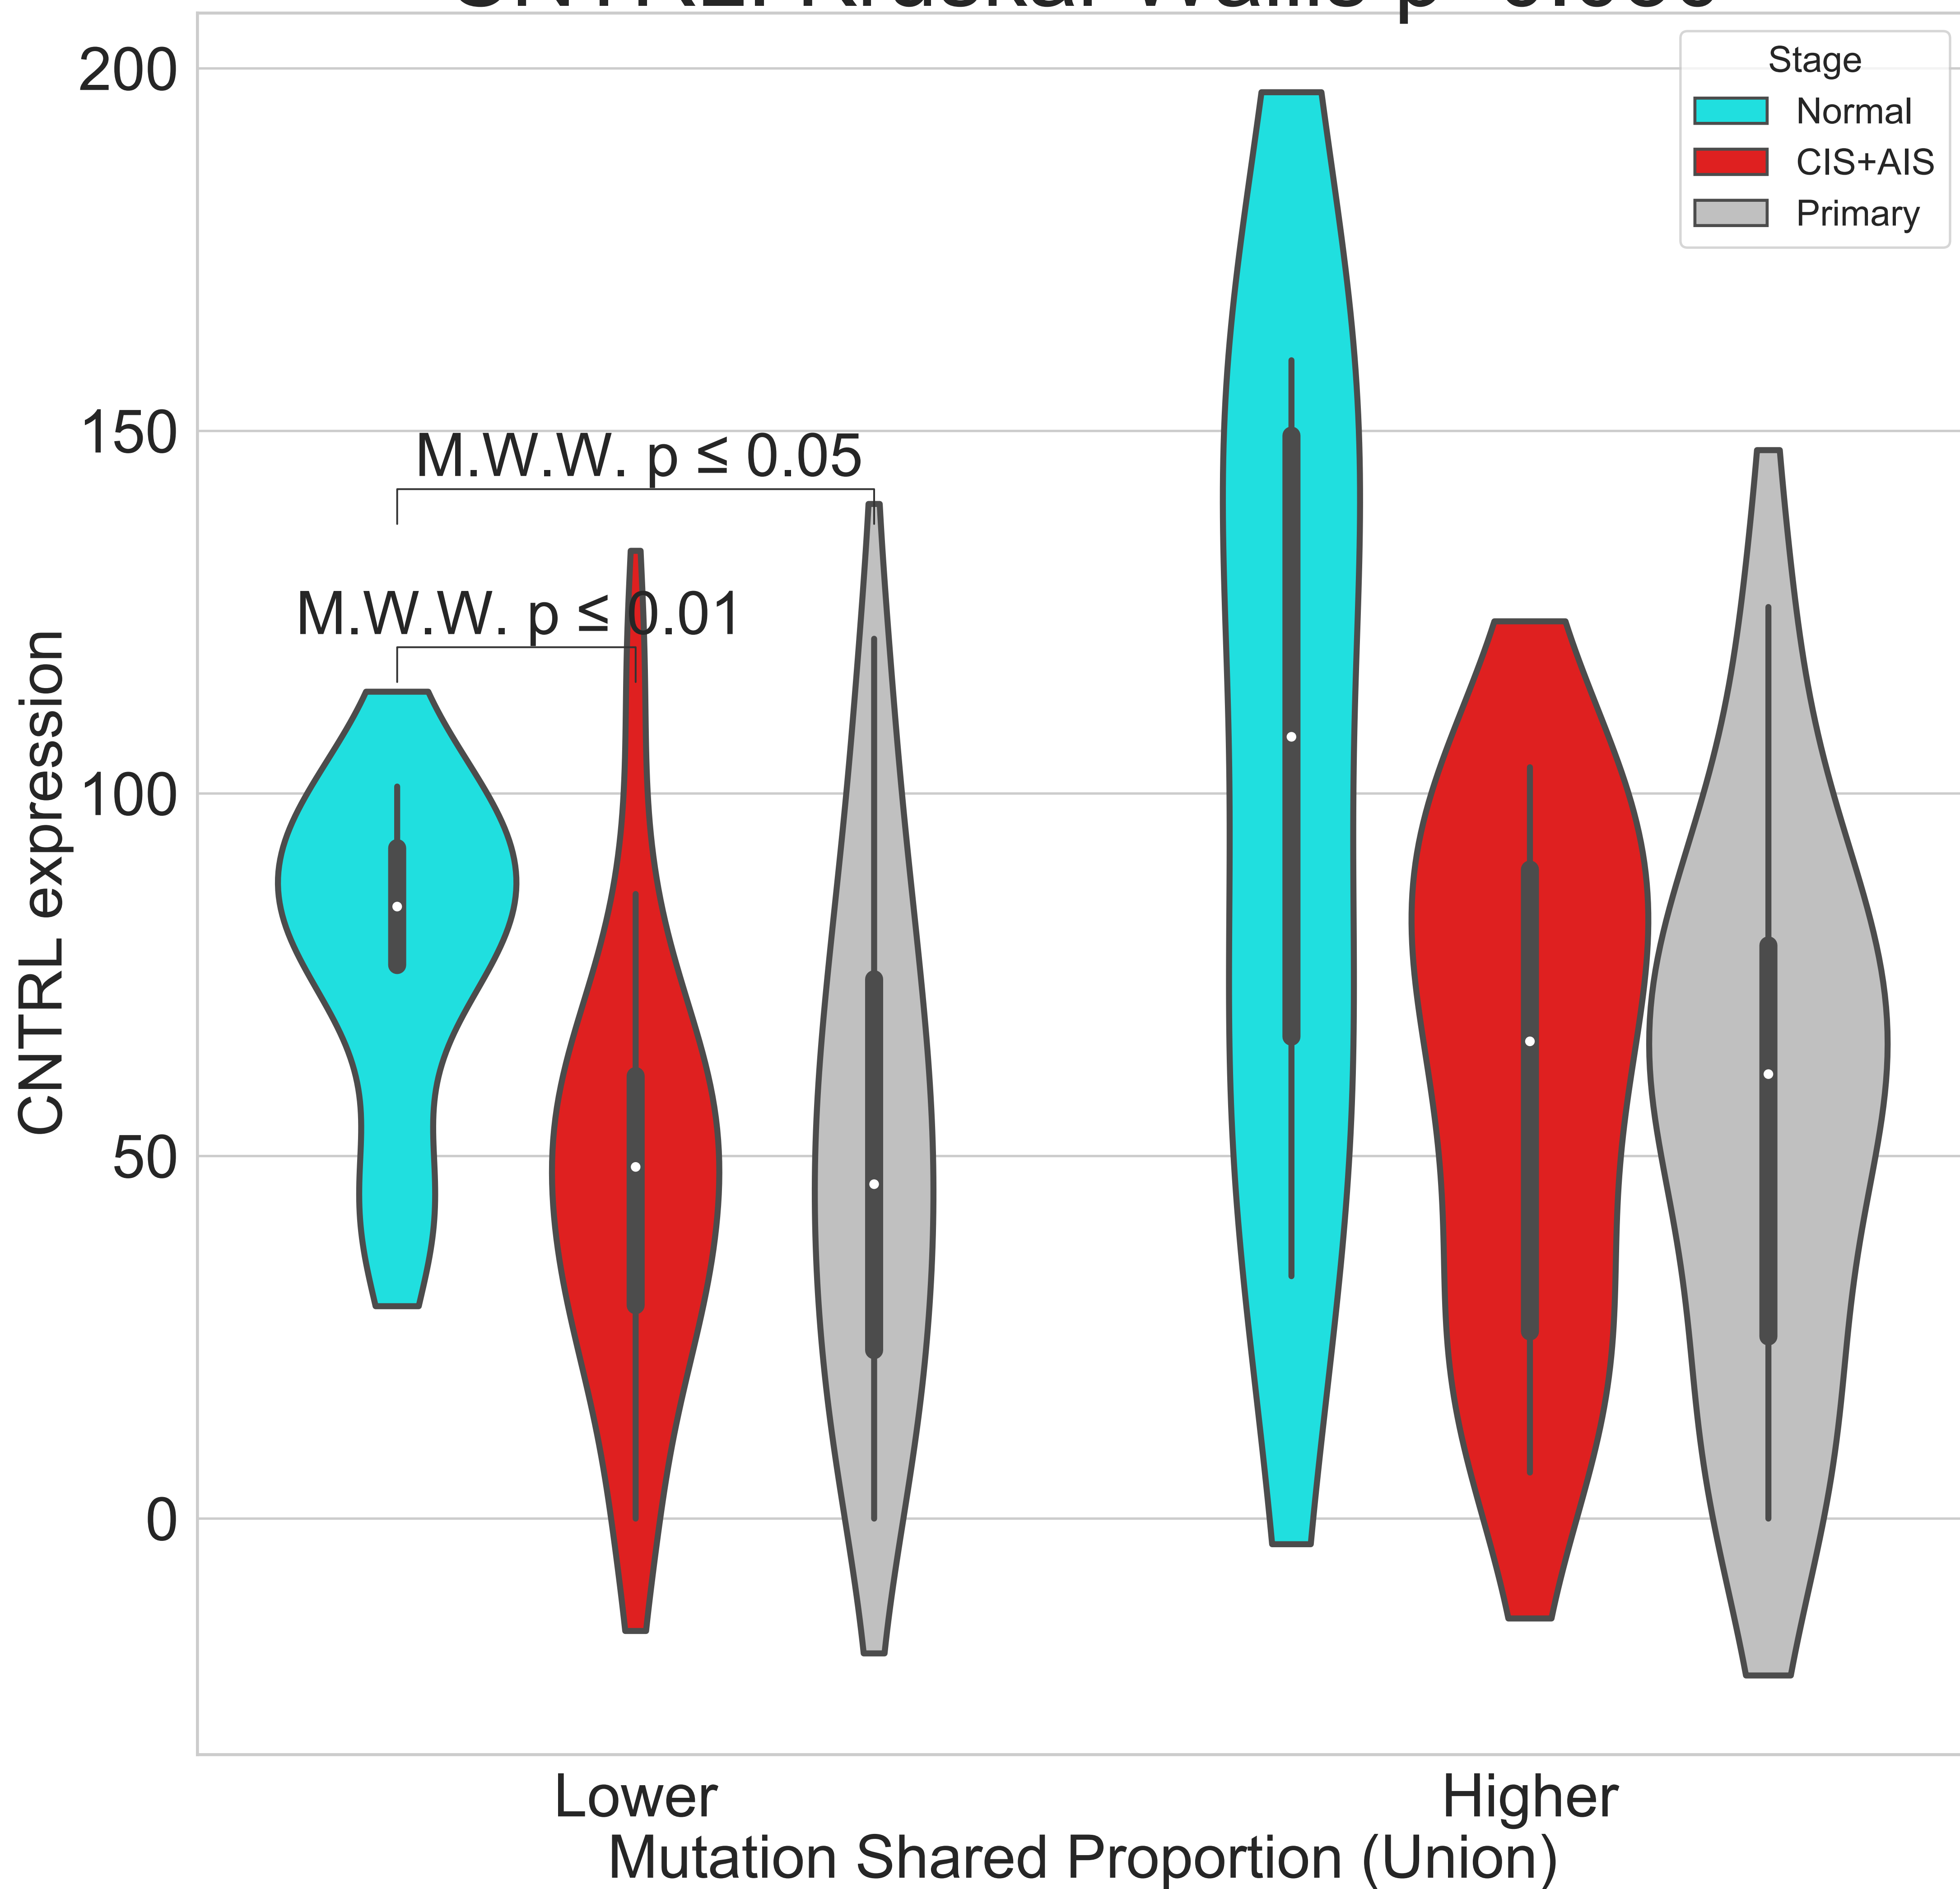 200
150
100
50
0
CNTRL expression
Stage
Normal
CIS+AIS
Primary
M.W.W. p ≤ 0.05
M.W.W. p ≤ 0.01
Lower
Higher
Mutation Shared Proportion (Union)